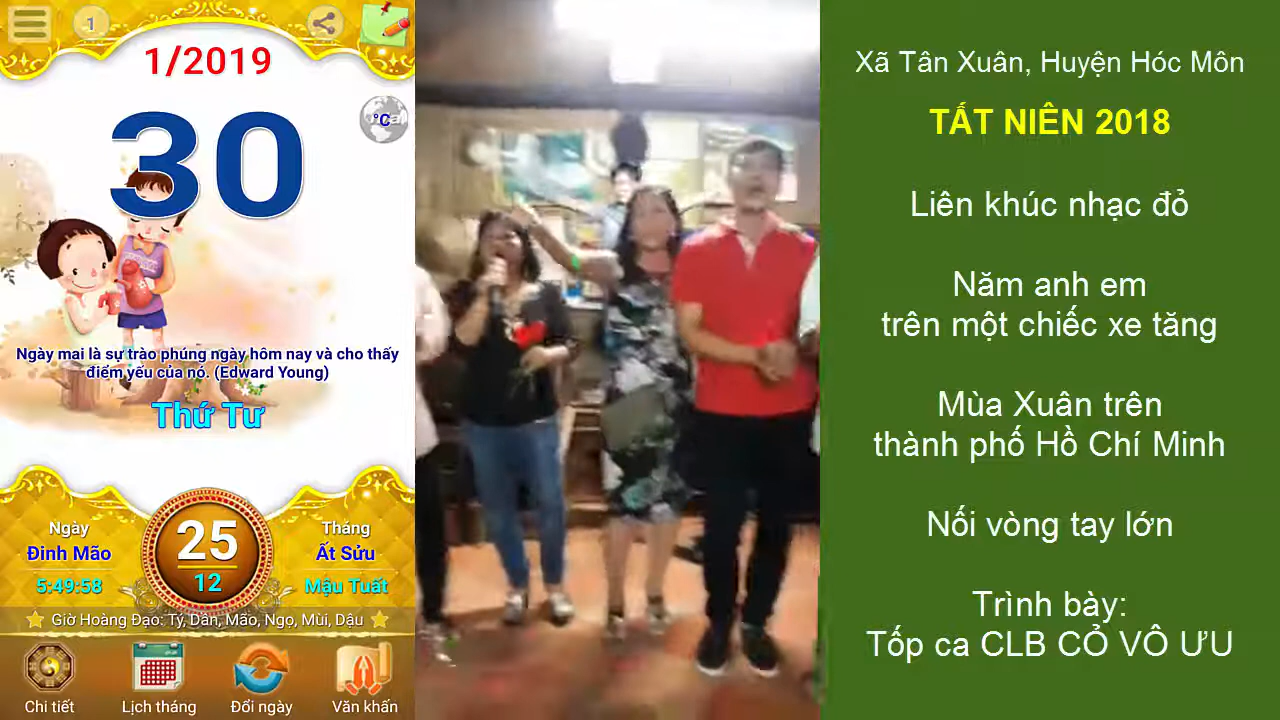 1
1/2019
30
°C
Ngày mai là sự trào phúng ngày hôm nay và cho thấy
điểm yếu của nó. (Edward Young)
Thứ Tư
Ngày
Đinh Mão
5:49:58
25
12
Tháng
Ất Sửu
Mậu Tuất
Giờ Hoàng Đạo: Tý, Dần, Mão, Ngọ, Mùi, Dậu
Chi tiết
Lịch tháng
Đổi ngày
Văn khấn
Xã Tân Xuân, Huyện Hóc Môn
TẤT NIÊN 2018
Liên khúc nhạc đỏ
Năm anh em
trên một chiếc xe tăng
Mùa Xuân trên
thành phố Hồ Chí Minh
Nối vòng tay lớn
Trình bày:
Tốp ca CLB CỎ VÔ ƯU